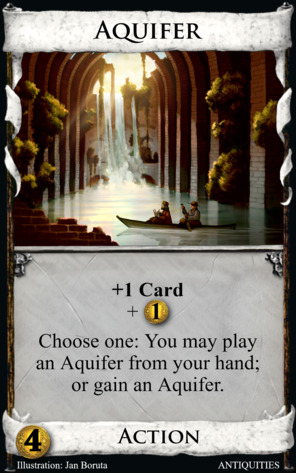 AQUIFER
+1 Card
+ 1
Choose one: You may play
an Aquifer from your hand;
or gain an Aquifer.
4
ACTION
Illustration: Jan Boruta
ANTIQUITIES